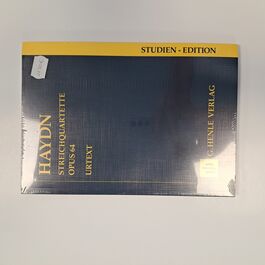 STUDIEN - EDITION
HAYDN
STREICHQUARTETTE
OPUS 64
URTEXT
G. HENLE VERLAG